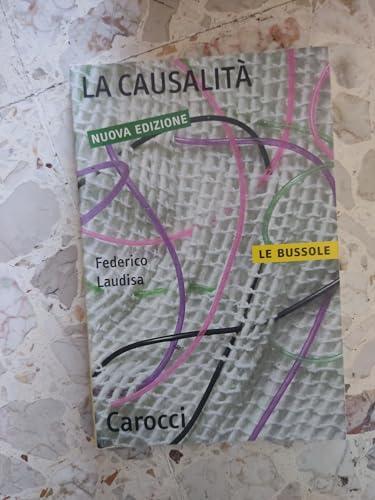 LA CAUSALITÀ
NUOVA EDIZIONE
LE BUSSOLE
Federico
Laudisa
Carocci